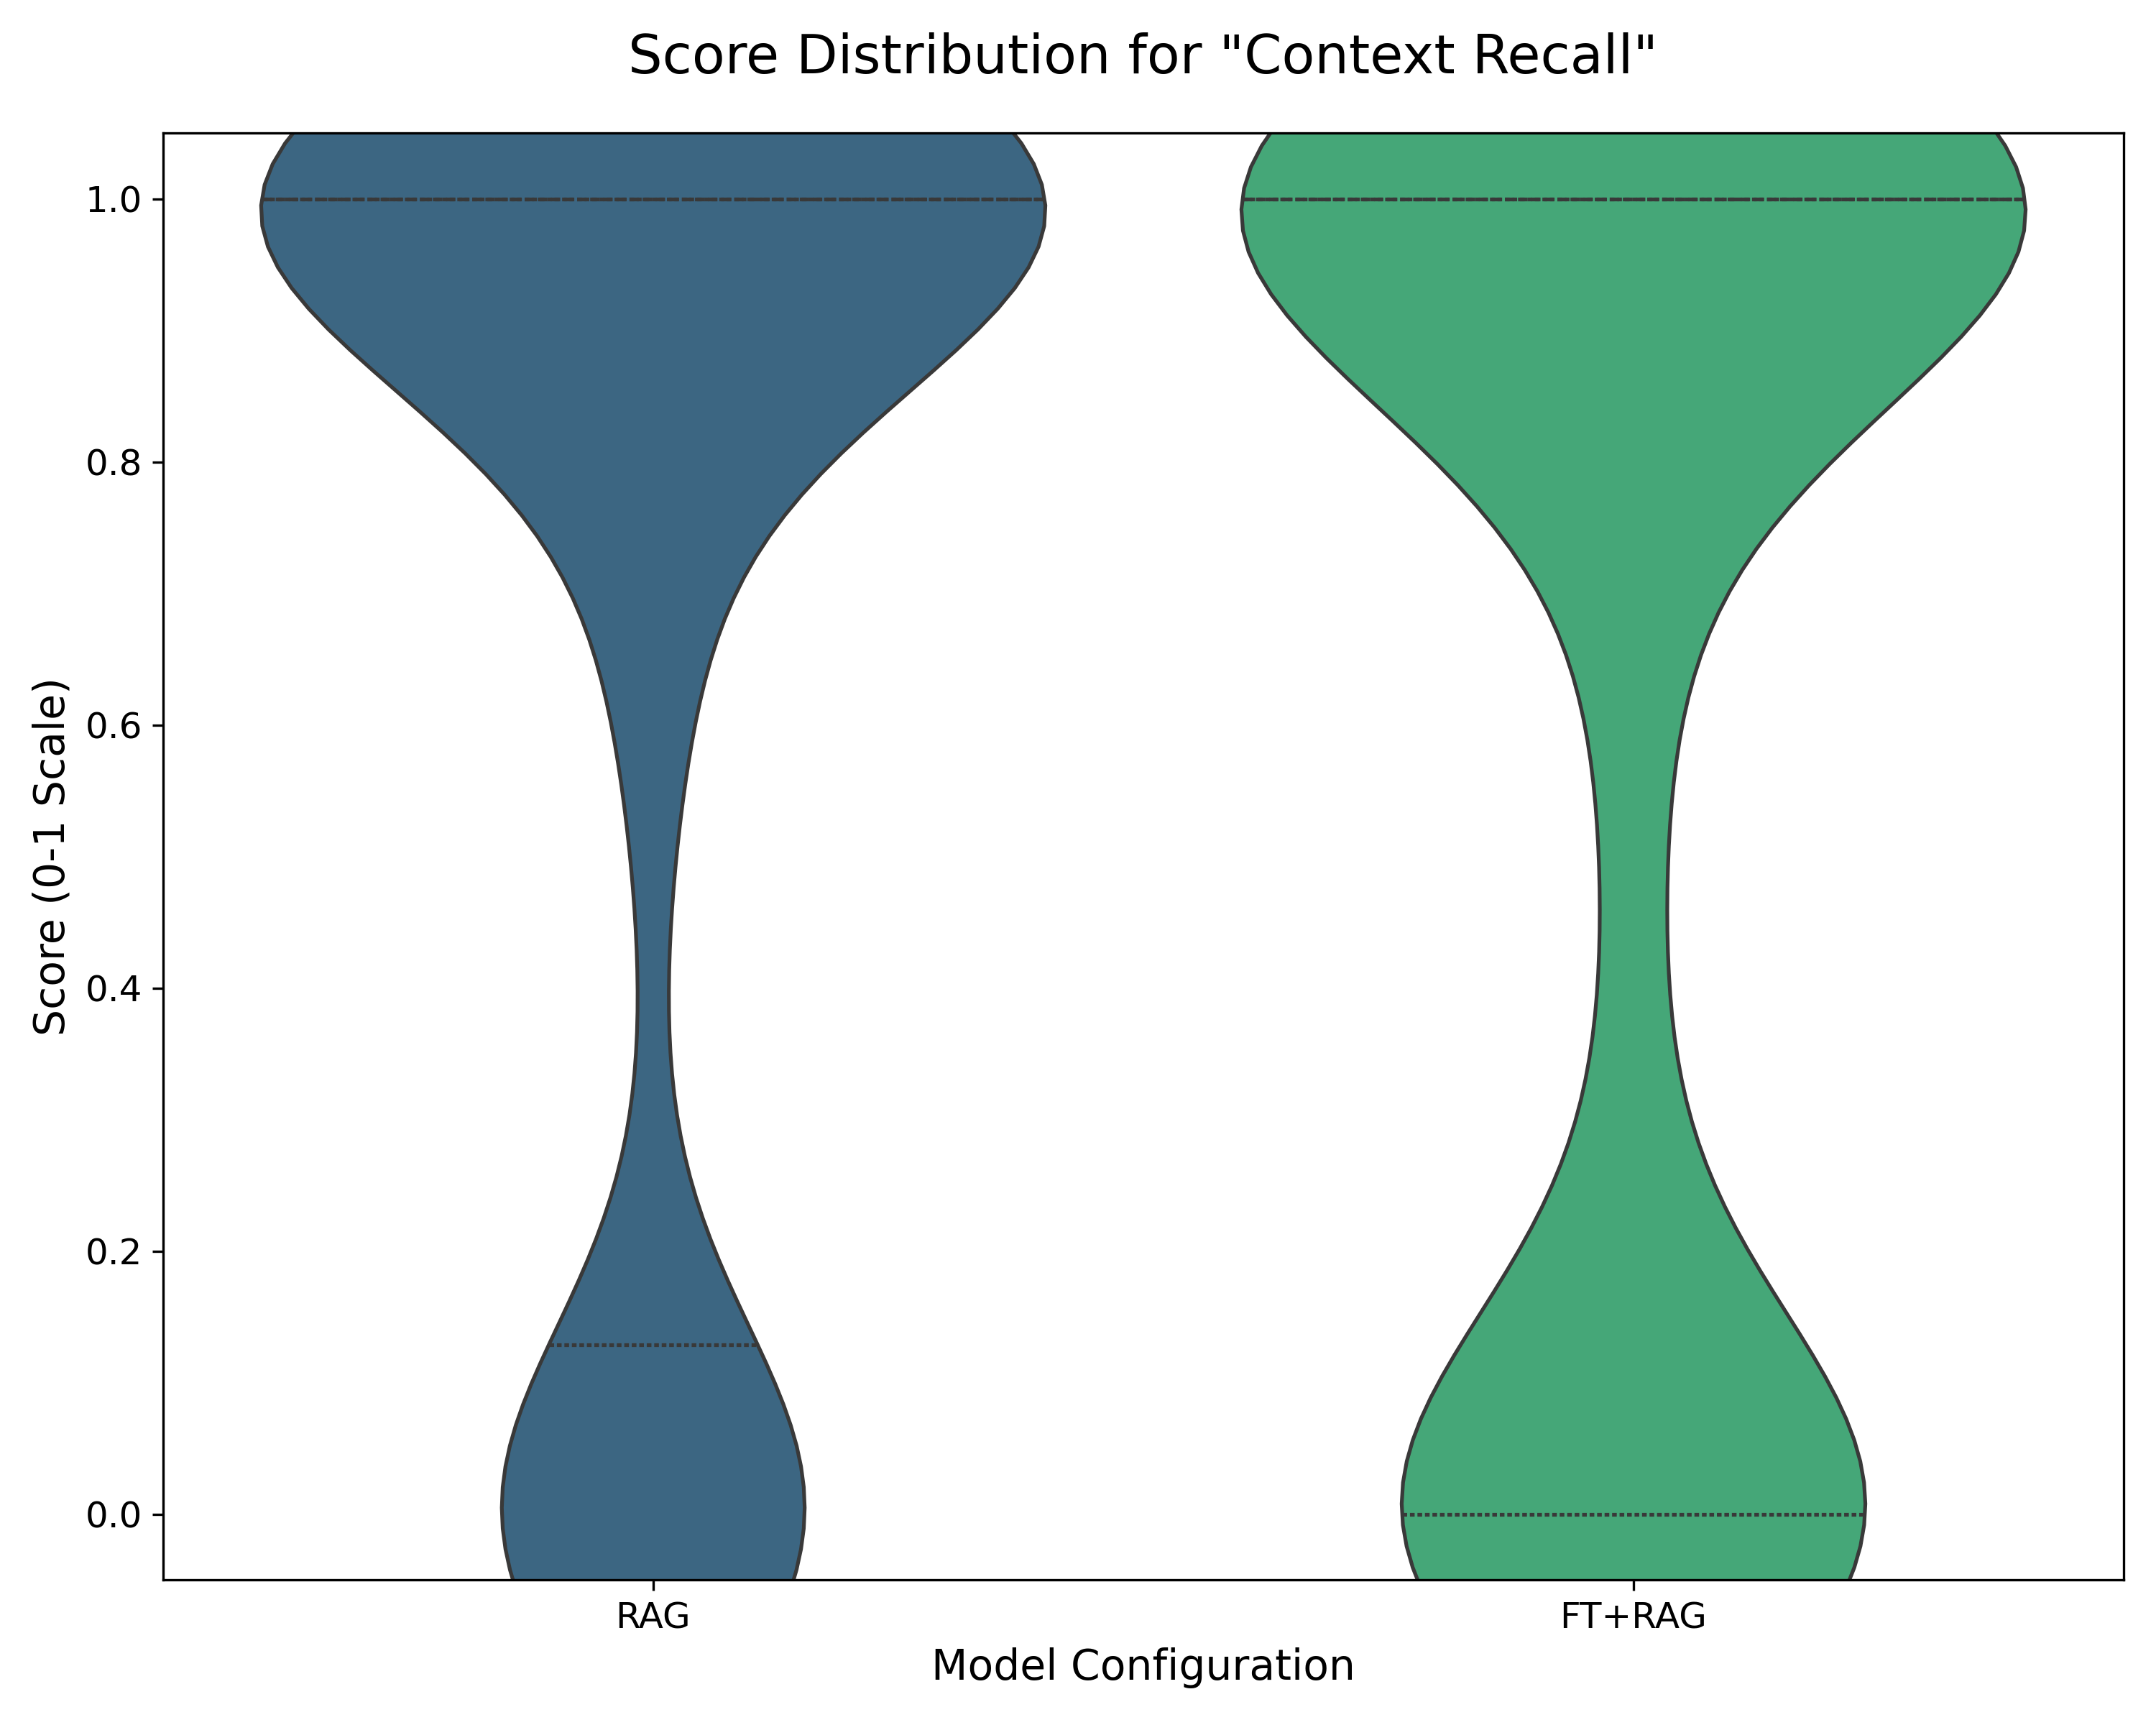 Score Distribution for "Context Recall"
Score (0-1 Scale)
1.0
0.8
0.6
0.4
0.2
0.0
RAG
FT+RAG
Model Configuration